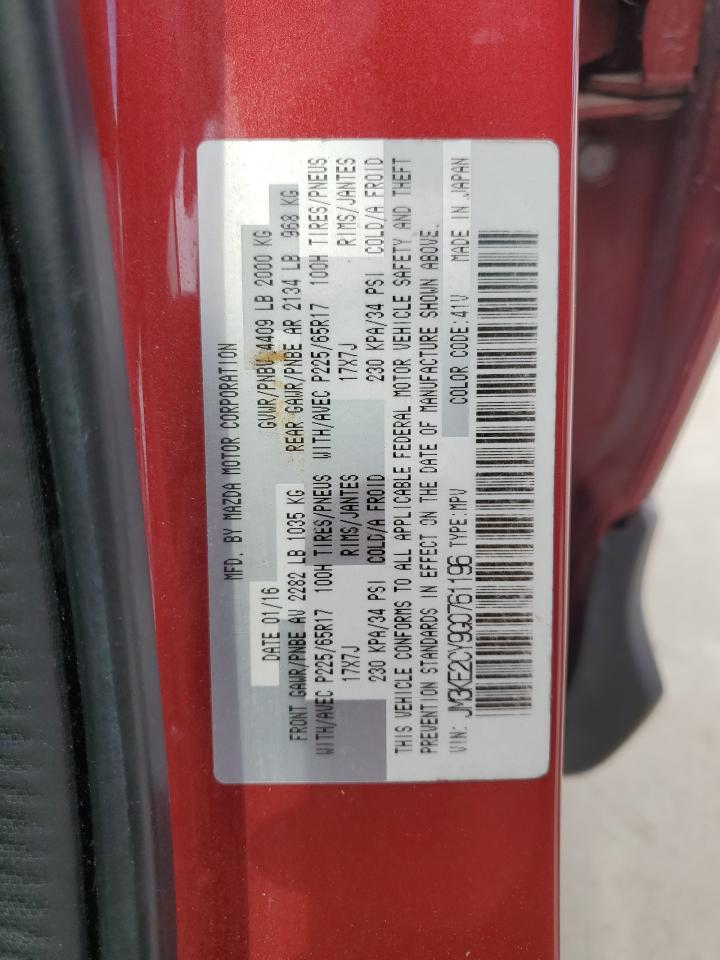 MFD. BY MAZDA MOTOR CORPORATION
DATE 01/16 GVWR/PNBV 4409 LB 2000 KG
FRONT GAWR/PNBE AV 2282 LB 1035 KG REAR GAWR/PNBE AR 2134 LB 968 KG
WITH/AVEC P225/65R17 100H TIRES/PNEUS WITH/AVEC P225/65R17 100H TIRES/PNEUS
17X7J RIMS/JANTES 17X7J RIMS/JANTES
230 KPA/34 PSI COLD/A FROID 230 KPA/34 PSI COLD/A FROID
THIS VEHICLE CONFORMS TO ALL APPLICABLE FEDERAL MOTOR VEHICLE SAFETY AND THEFT
PREVENTION STANDARDS IN EFFECT ON THE DATE OF MANUFACTURE SHOWN ABOVE.
VIN: JM3KE2CY9G0761196 TYPE:MPV COLOR CODE:41V MADE IN JAPAN